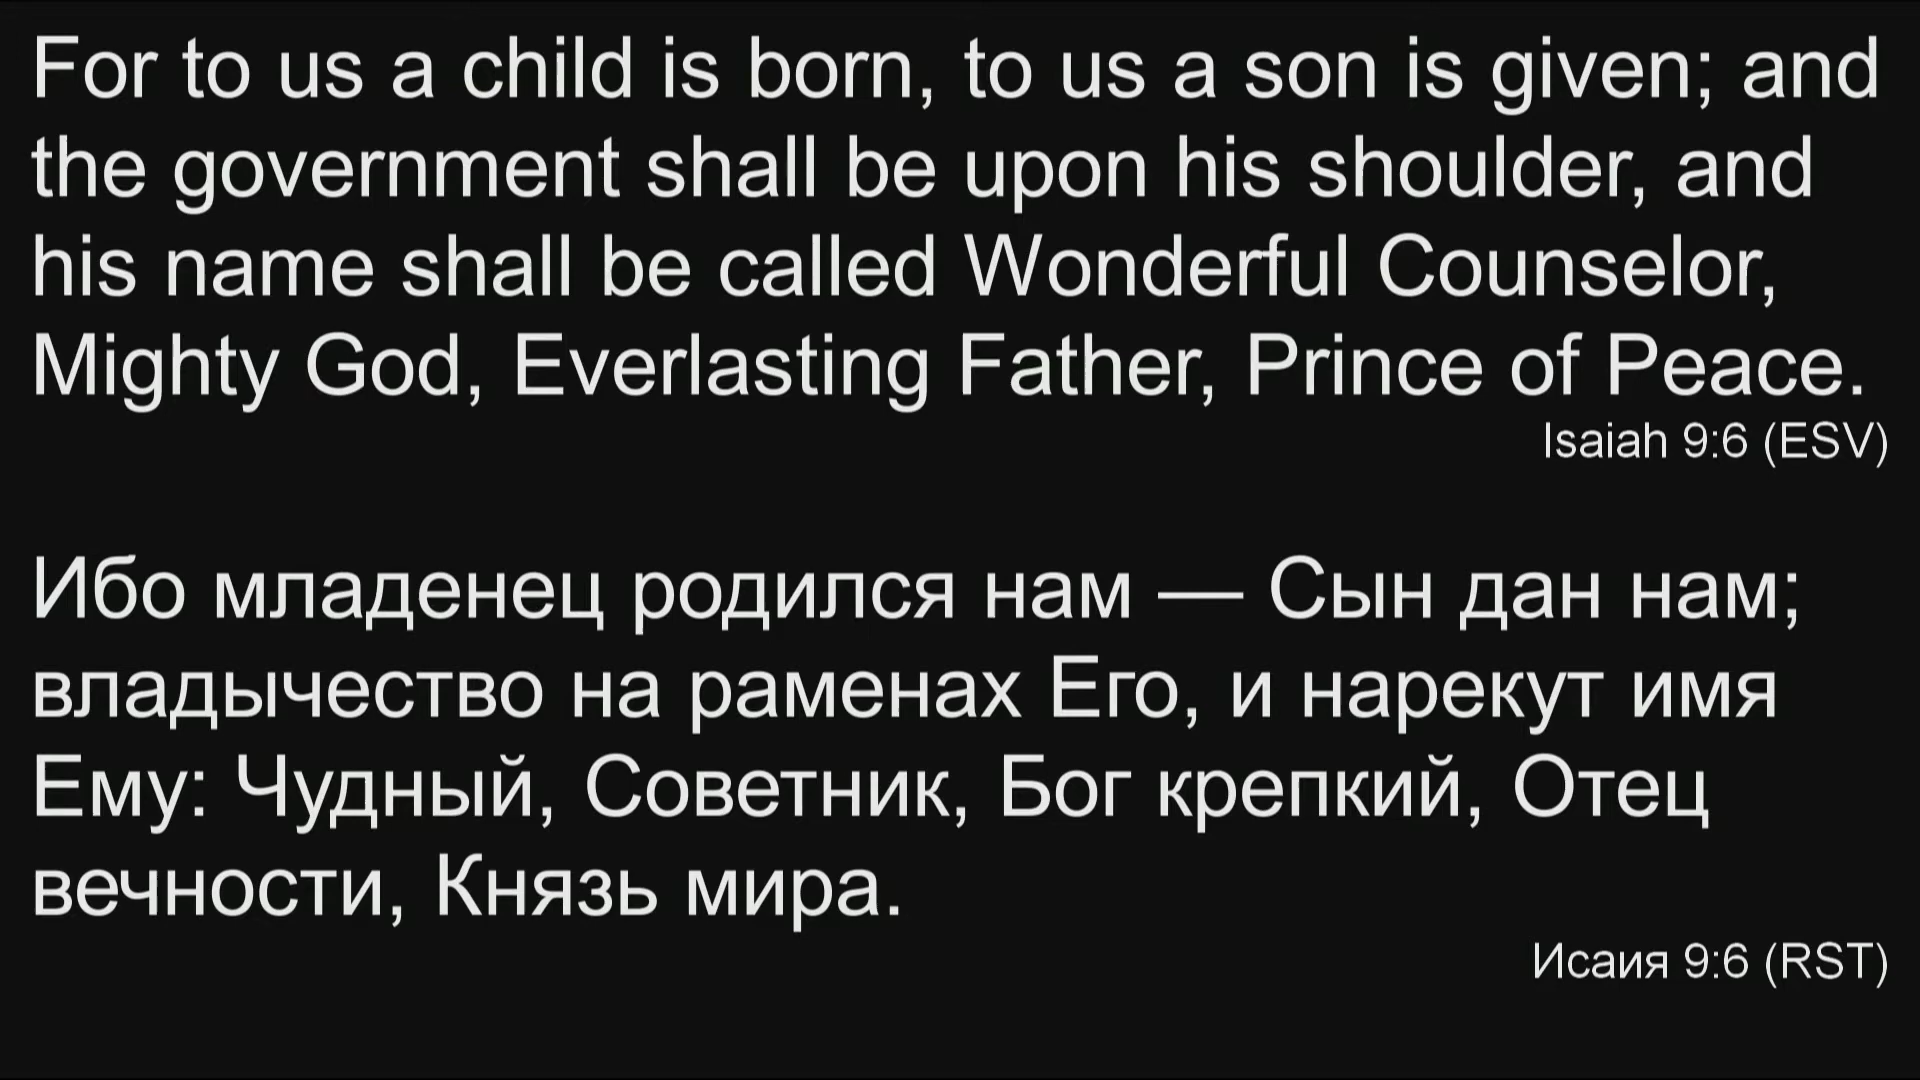 For to us a child is born, to us a son is given; and
the government shall be upon his shoulder, and
his name shall be called Wonderful Counselor,
Mighty God, Everlasting Father, Prince of Peace.
Isaiah 9:6 (ESV)
Ибо младенец родился нам — Сын дан нам;
владычество на раменах Его, и нарекут имя
Ему: Чудный, Советник, Бог крепкий, Отец
вечности, Князь мира.
Исаия 9:6 (RST)